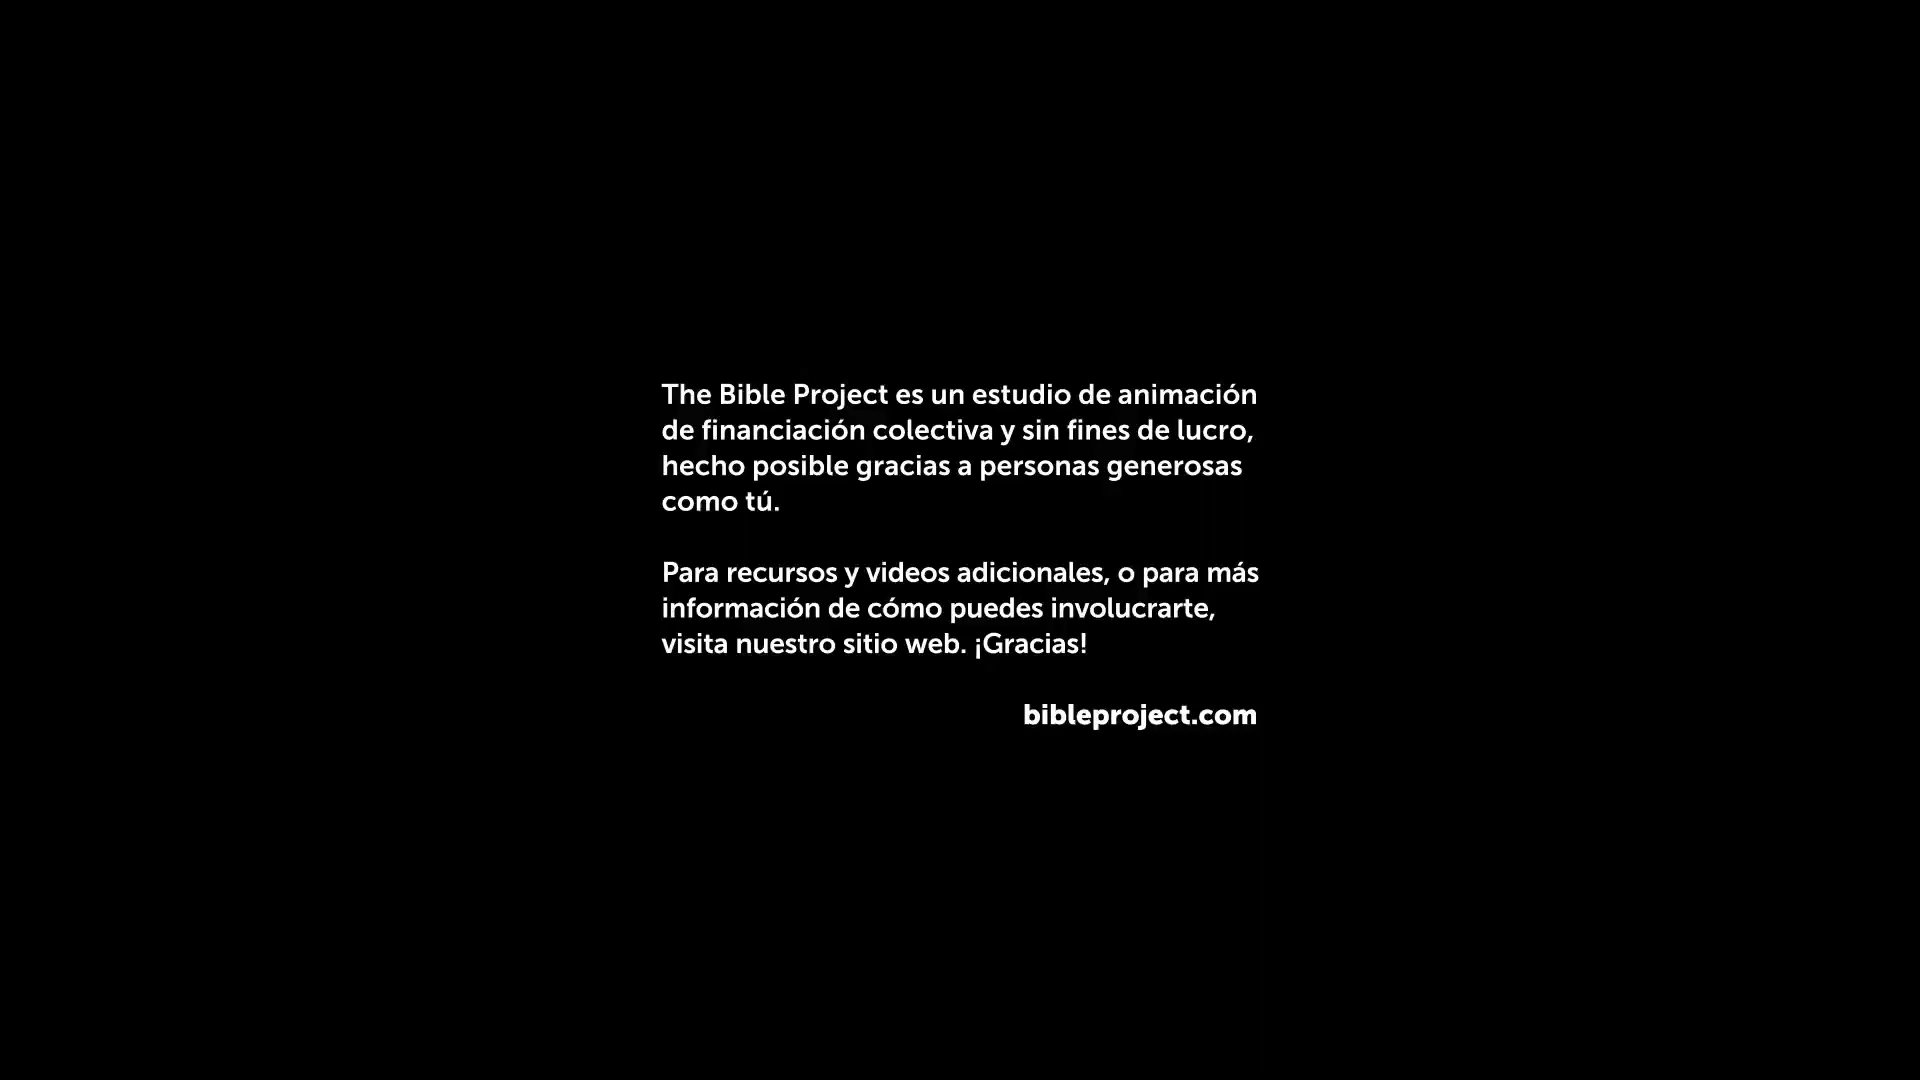 The Bible Project es un estudio de animación
de financiación colectiva y sin fines de lucro,
hecho posible gracias a personas generosas
como tú.
Para recursos y videos adicionales, o para más
información de cómo puedes involucrarte,
visita nuestro sitio web. ¡Gracias!
bibleproject.com